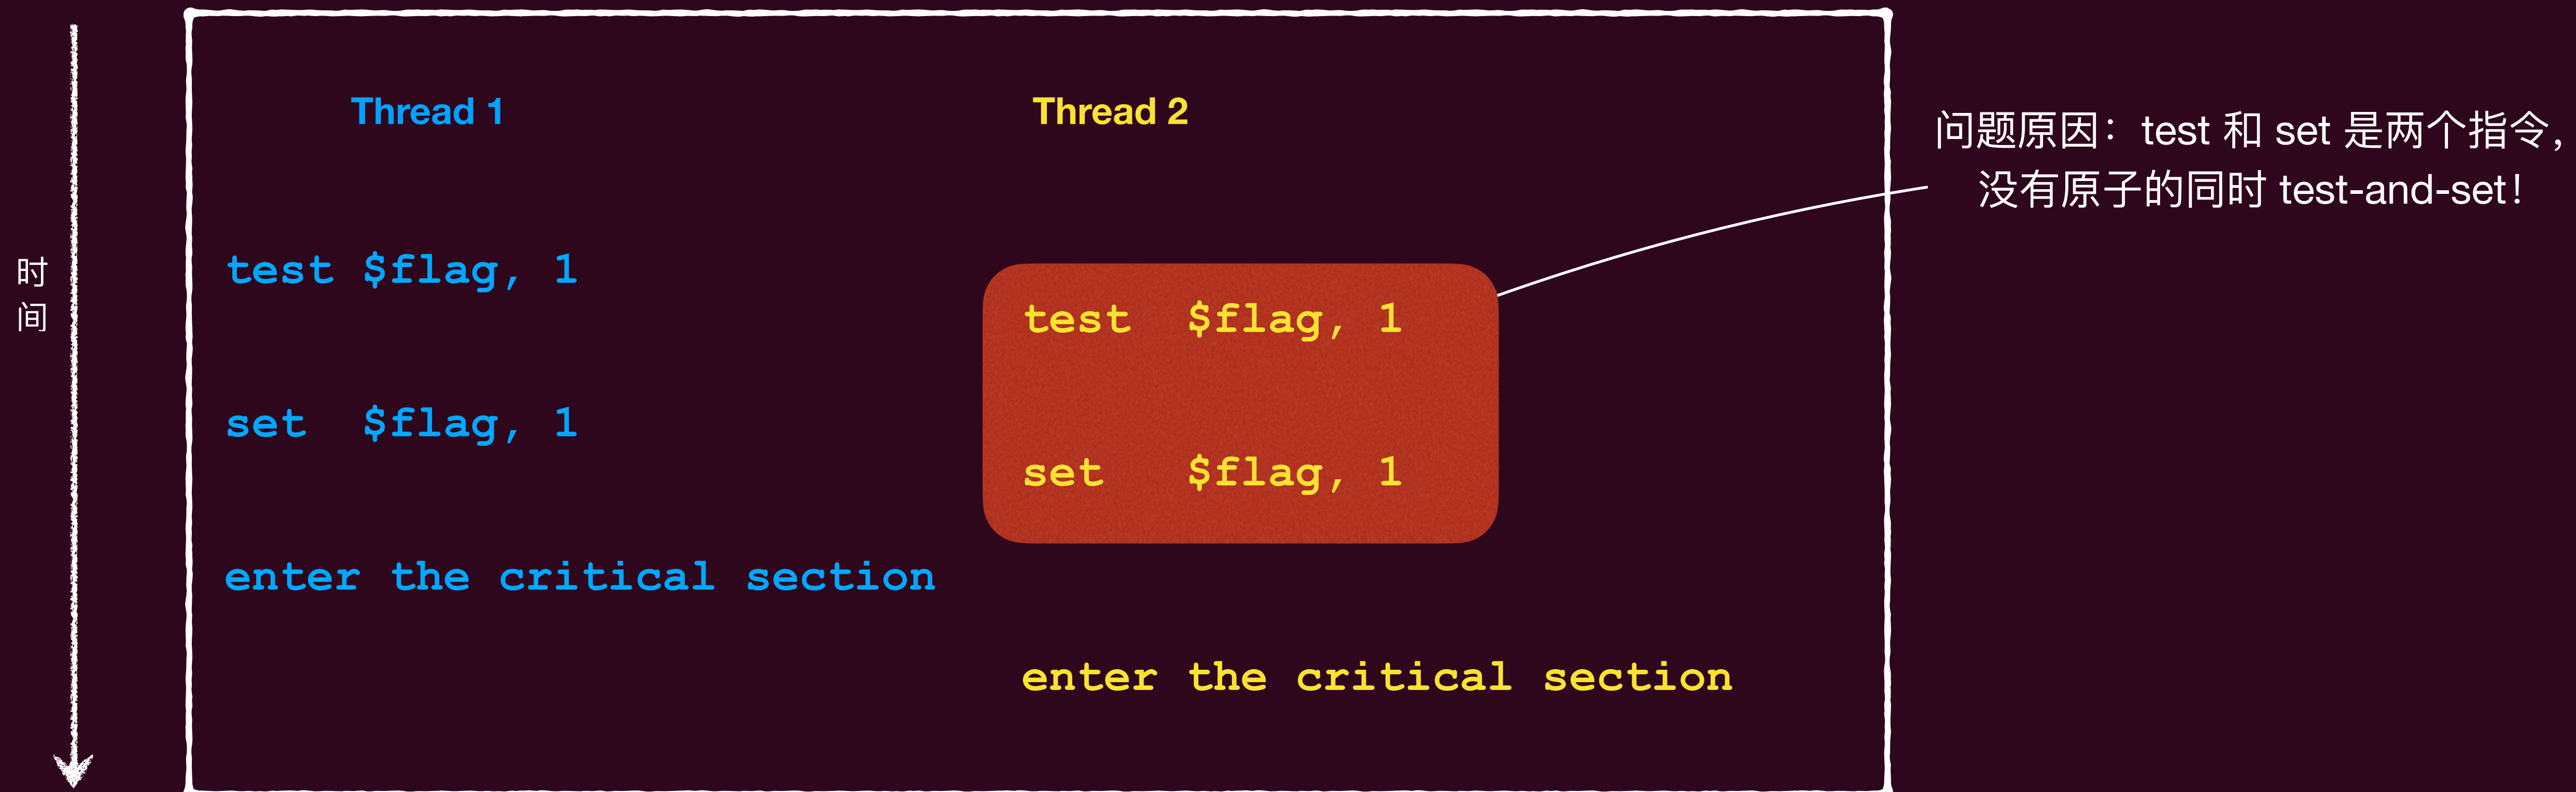 时
间
Thread 1
test $flag, 1
set  $flag, 1
enter the critical section
Thread 2
test  $flag, 1
set   $flag, 1
enter the critical section
问题原因：test 和 set 是两个指令，
没有原子的同时 test-and-set！